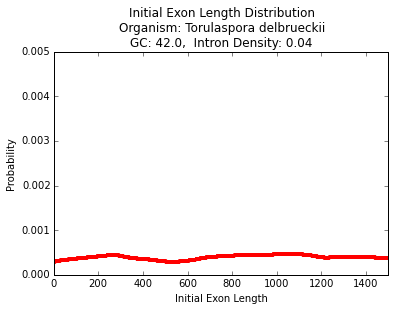 Initial Exon Length Distribution
Organism: Torulaspora delbrueckii
GC: 42.0,  Intron Density: 0.04
0.005
0.004
0.003
0.002
0.001
0.000
Probability
0 200 400 600 800 1000 1200 1400
Initial Exon Length